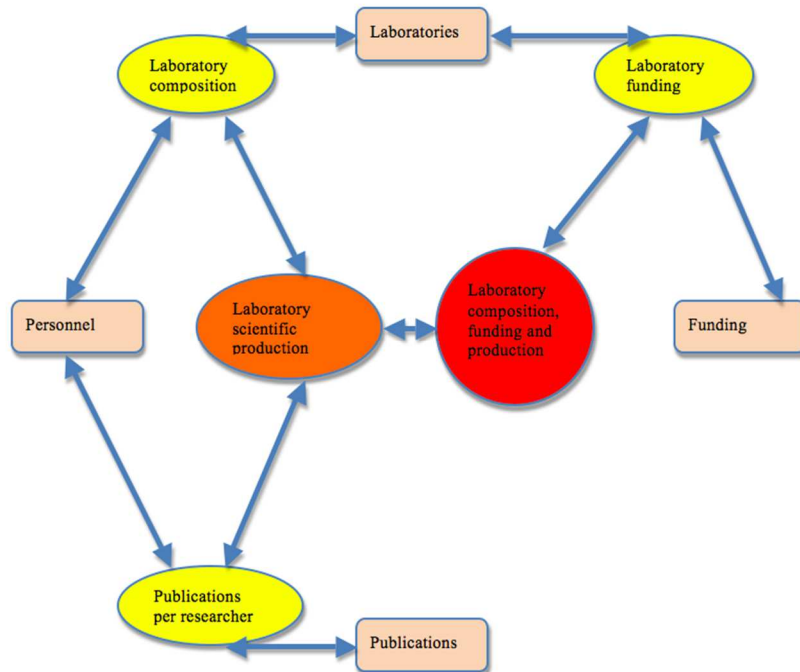 Laboratories
Laboratory
composition
Laboratory
funding
Personnel
Laboratory
scientific
production
Laboratory
composition,
funding and
production
Funding
Publications
per researcher
Publications